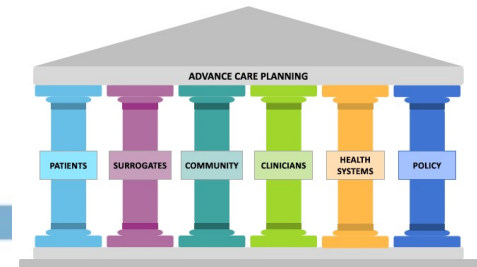 ADVANCE CARE PLANNING
PATIENTS
SURROGATES
COMMUNITY
CLINICIANS
HEALTH
SYSTEMS
POLICY